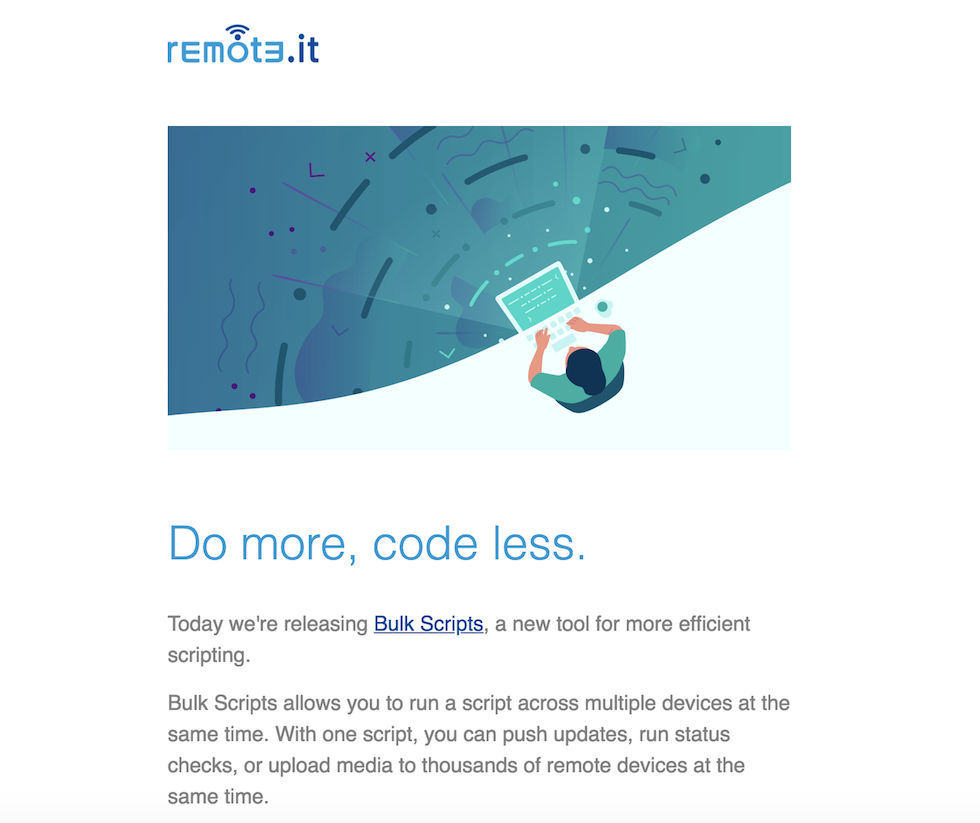 remote.it
Do more, code less.
Today we're releasing Bulk Scripts, a new tool for more efficient
scripting.
Bulk Scripts allows you to run a script across multiple devices at the
same time. With one script, you can push updates, run status
checks, or upload media to thousands of remote devices at the
same time.